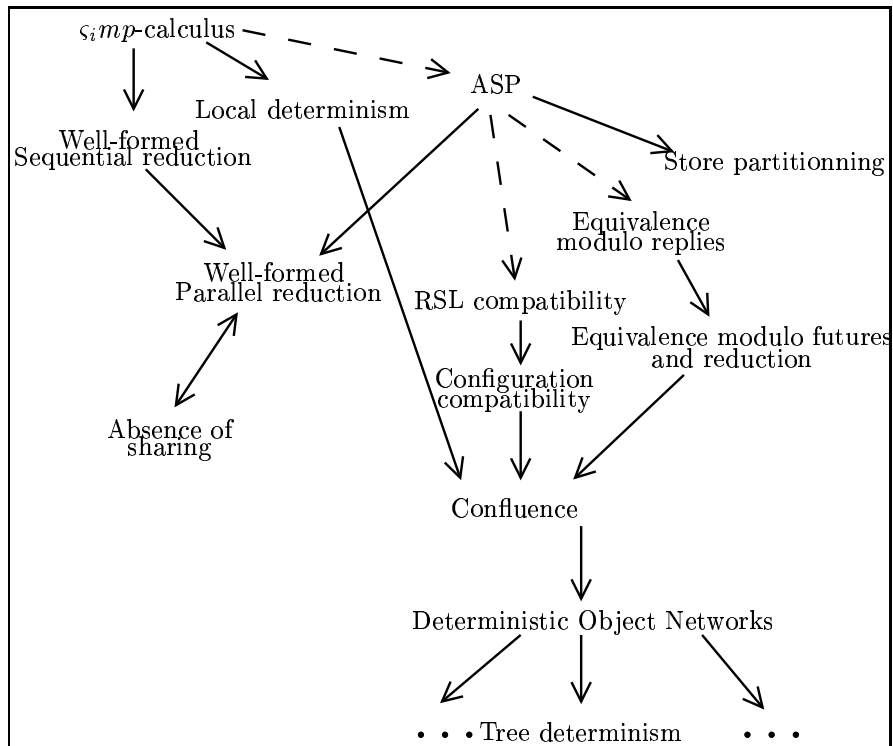 ςᵢmp-calculus
ASP
Local determinism
Well-formed
Sequential reduction
Store partitionning
Equivalence
modulo replies
Well-formed
Parallel reduction
RSL compatibility
Equivalence modulo futures
and reduction
Configuration
compatibility
Absence of
sharing
Confluence
Deterministic Object Networks
• • • Tree determinism • • •